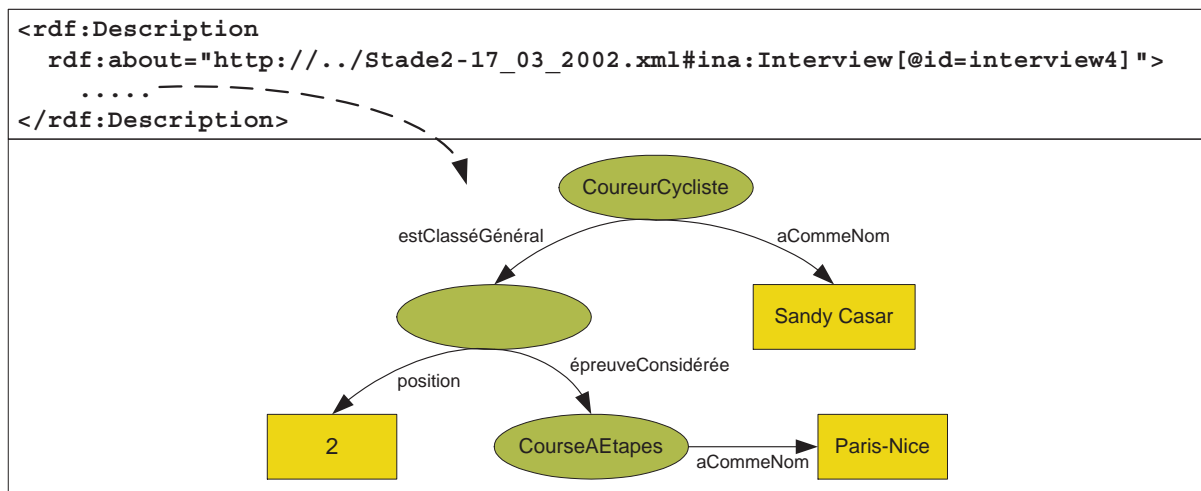 <rdf:Description
rdf:about="http://../Stade2-17_03_2002.xml#ina:Interview[@id=interview4]">
.....
</rdf:Description>
CoureurCycliste
estClasséGénéral
aCommeNom
Sandy Casar
épreuveConsidérée
position
2
CourseAEtapes
aCommeNom
Paris-Nice